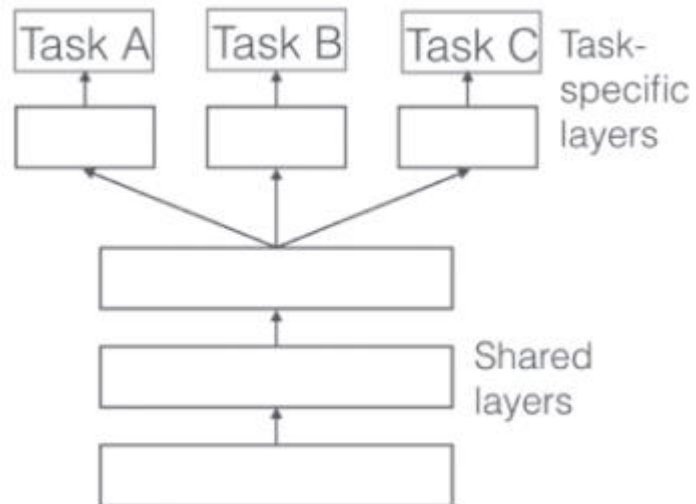 Task A
Task B
Task C
Task-
specific
layers
Shared
layers